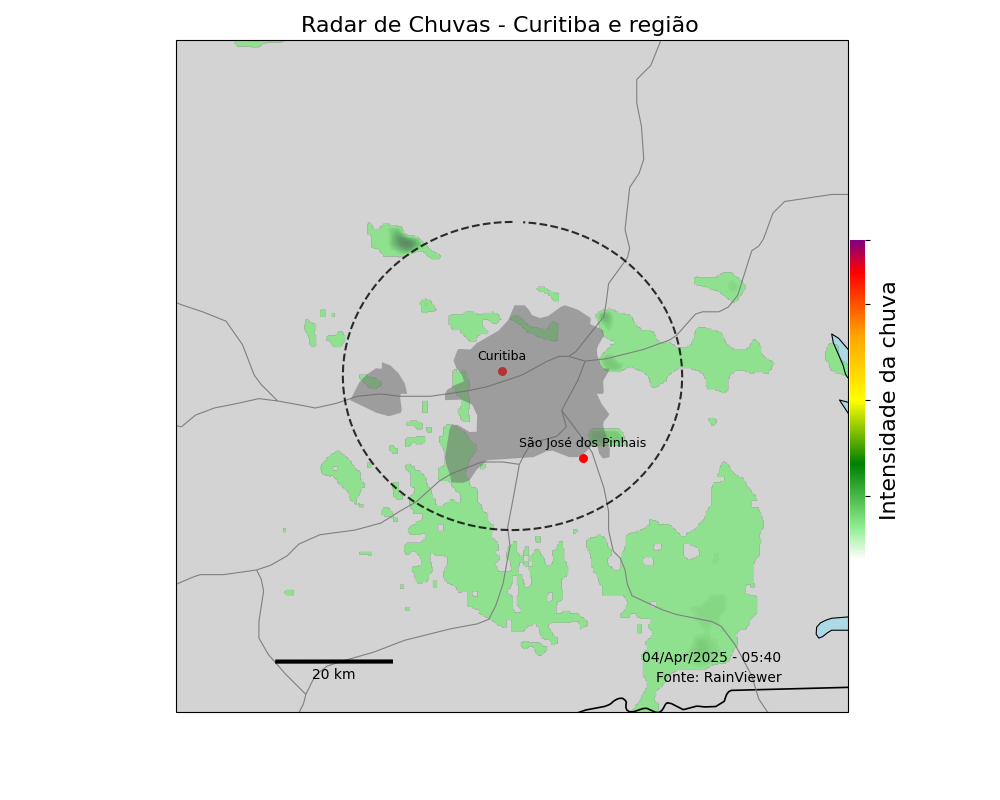 Radar de Chuvas - Curitiba e região
Curitiba
São José dos Pinhais
Intensidade da chuva
04/Apr/2025 - 05:40
20 km
Fonte: RainViewer